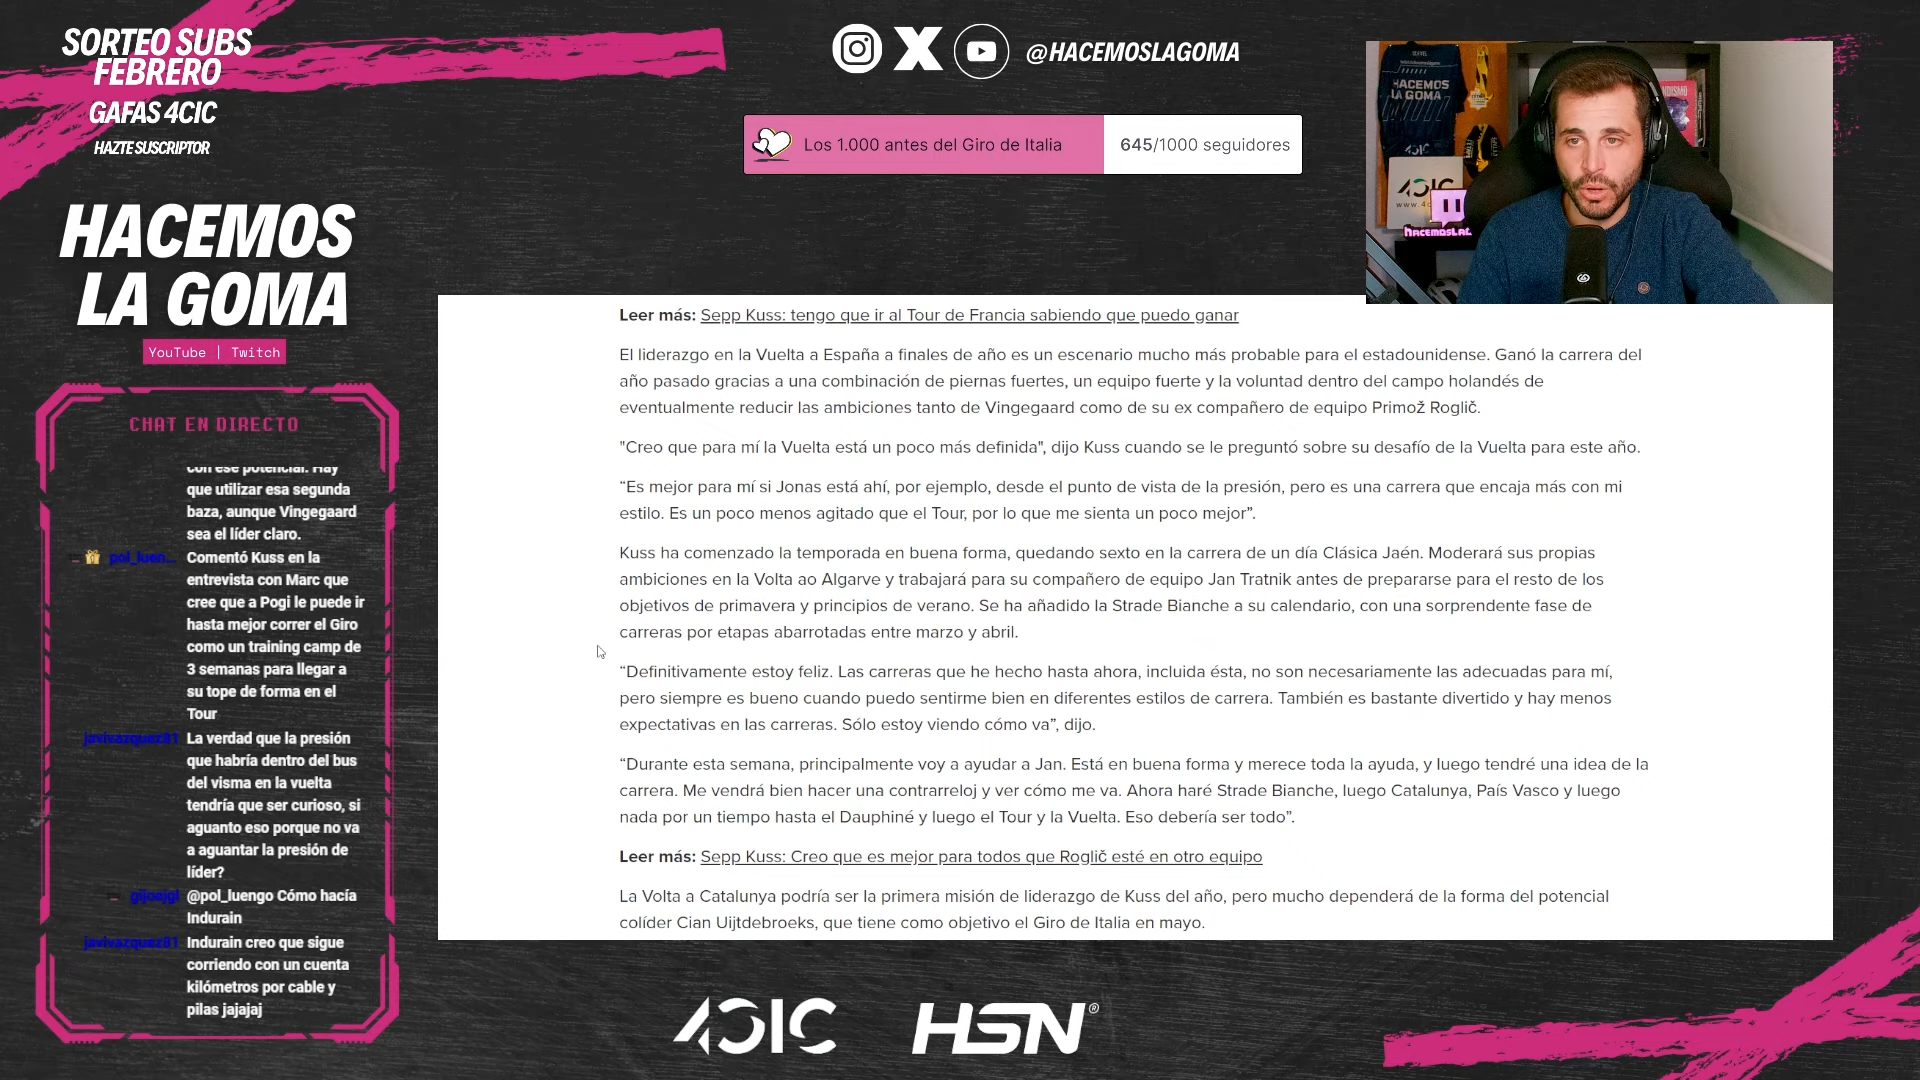 SORTEO SUBS
FEBRERO
GAFAS 4CIC
HAZTE SUSCRIPTOR
HACEMOS
LA GOMA
YouTube | Twitch
CHAT EN DIRECTO
con ese potencial. Hay
que utilizar esa segunda
baza, aunque Vingegaard
sea el líder claro.
pol_luen... Comentó Kuss en la
entrevista con Marc que
cree que a Pogi le puede ir
hasta mejor correr el Giro
como un training camp de
3 semanas para llegar a
su tope de forma en el
Tour
javivazquez81 La verdad que la presión
que habría dentro del bus
del visma en la vuelta
tendría que ser curioso, si
aguanto eso porque no va
a aguantar la presión de
líder?
gijoejgl @pol_luengo Cómo hacía
Indurain
javivazquez81 Indurain creo que sigue
corriendo con un cuenta
kilómetros por cable y
pilas jajajaj
@HACEMOSLAGOMA
Los 1.000 antes del Giro de Italia 645/1000 seguidores
HACEMOS
LA GOMA
4CIC
Leer más: Sepp Kuss: tengo que ir al Tour de Francia sabiendo que puedo ganar
El liderazgo en la Vuelta a España a finales de año es un escenario mucho más probable para el estadounidense. Ganó la carrera del
año pasado gracias a una combinación de piernas fuertes, un equipo fuerte y la voluntad dentro del campo holandés de
eventualmente reducir las ambiciones tanto de Vingegaard como de su ex compañero de equipo Primož Roglič.
"Creo que para mí la Vuelta está un poco más definida", dijo Kuss cuando se le preguntó sobre su desafío de la Vuelta para este año.
“Es mejor para mí si Jonas está ahí, por ejemplo, desde el punto de vista de la presión, pero es una carrera que encaja más con mi
estilo. Es un poco menos agitado que el Tour, por lo que me sienta un poco mejor”.
Kuss ha comenzado la temporada en buena forma, quedando sexto en la carrera de un día Clásica Jaén. Moderará sus propias
ambiciones en la Volta ao Algarve y trabajará para su compañero de equipo Jan Tratnik antes de prepararse para el resto de los
objetivos de primavera y principios de verano. Se ha añadido la Strade Bianche a su calendario, con una sorprendente fase de
carreras por etapas abarrotadas entre marzo y abril.
“Definitivamente estoy feliz. Las carreras que he hecho hasta ahora, incluida ésta, no son necesariamente las adecuadas para mí,
pero siempre es bueno cuando puedo sentirme bien en diferentes estilos de carrera. También es bastante divertido y hay menos
expectativas en las carreras. Sólo estoy viendo cómo va”, dijo.
“Durante esta semana, principalmente voy a ayudar a Jan. Está en buena forma y merece toda la ayuda, y luego tendré una idea de la
carrera. Me vendrá bien hacer una contrarreloj y ver cómo me va. Ahora haré Strade Bianche, luego Catalunya, País Vasco y luego
nada por un tiempo hasta el Dauphiné y luego el Tour y la Vuelta. Eso debería ser todo”.
Leer más: Sepp Kuss: Creo que es mejor para todos que Roglič esté en otro equipo
La Volta a Catalunya podría ser la primera misión de liderazgo de Kuss del año, pero mucho dependerá de la forma del potencial
colíder Cian Uijtdebroeks, que tiene como objetivo el Giro de Italia en mayo.
4CIC
HSN®